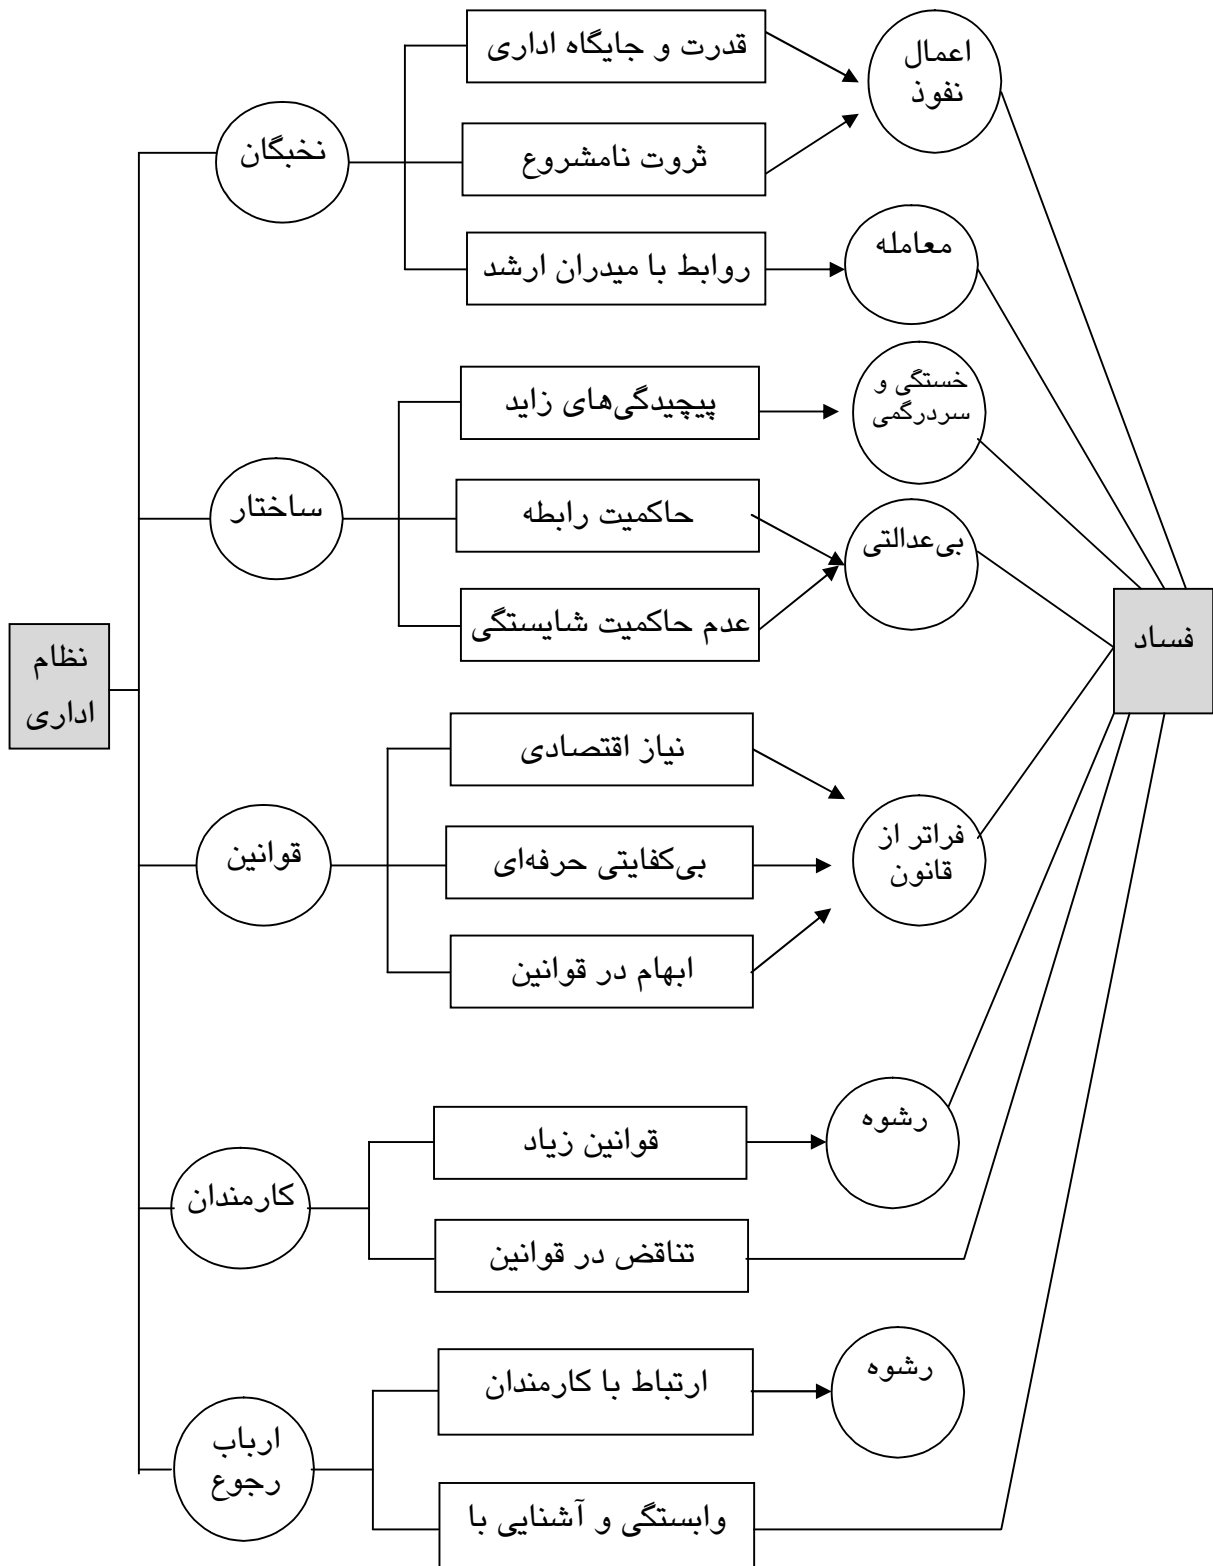 نظام
اداری
نخبگان
قدرت و جایگاه اداری
ثروت نامشروع
روابط با میدران ارشد
اعمال
نفوذ
معامله
ساختار
پیچیدگی‌های زاید
حاکمیت رابطه
عدم حاکمیت شایستگی
خستگی و
سردرگمی
بی‌عدالتی
قوانین
نیاز اقتصادی
بی‌کفایتی حرفه‌ای
ابهام در قوانین
فراتر از
قانون
کارمندان
قوانین زیاد
تناقض در قوانین
رشوه
ارباب
رجوع
ارتباط با کارمندان
وابستگی و آشنایی با
رشوه
فساد